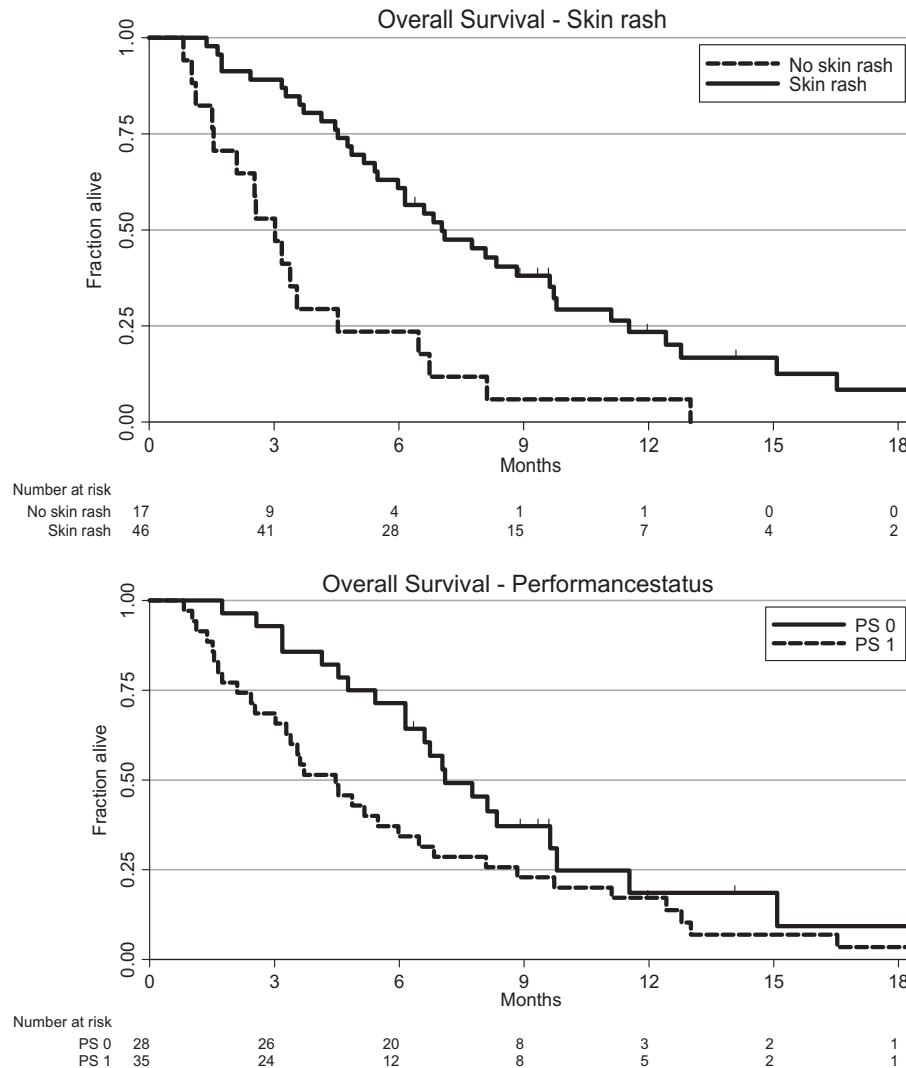 Overall Survival - Skin rash
No skin rash
Skin rash
Fraction alive
1.00
0.75
0.50
0.25
0.00
0 3 6 9 12 15 18
Months
Number at risk
No skin rash 17 9 4 1 1 0 0
Skin rash 46 41 28 15 7 4 2
Overall Survival - Performancestatus
PS 0
PS 1
Fraction alive
1.00
0.75
0.50
0.25
0.00
0 3 6 9 12 15 18
Months
Number at risk
PS 0 28 26 20 8 3 2 1
PS 1 35 24 12 8 5 2 1